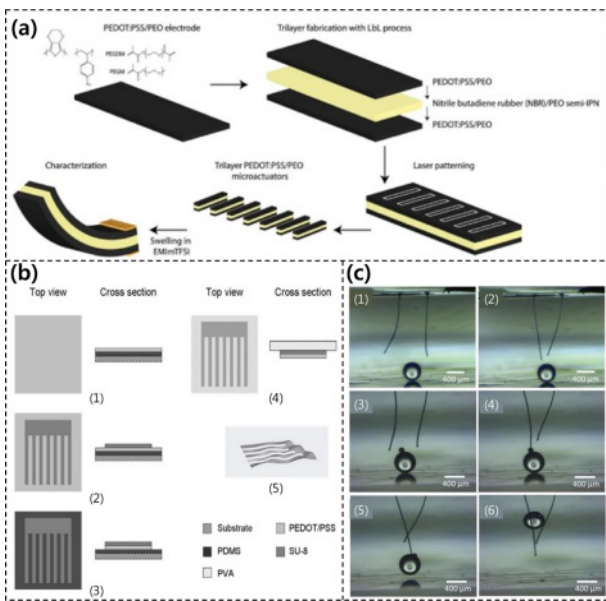 (a)
PEDOT:PSS/PEO electrode
PEGDM
PEGM
Trilayer fabrication with LbL process
PEDOT:PSS/PEO
Nitrile butadiene rubber (NBR)/PEO semi-IPN
PEDOT:PSS/PEO
Characterization
Trilayer PEDOT:PSS/PEO
microactuators
Laser patterning
Swelling in
EMImTFSI
(b)
Top view
Cross section
Top view
Cross section
(1)
(4)
(2)
(5)
(3)
Substrate
PEDOT/PSS
PDMS
SU-8
PVA
(c)
(1)
400 µm
(2)
400 µm
(3)
400 µm
(4)
400 µm
(5)
400 µm
(6)
400 µm